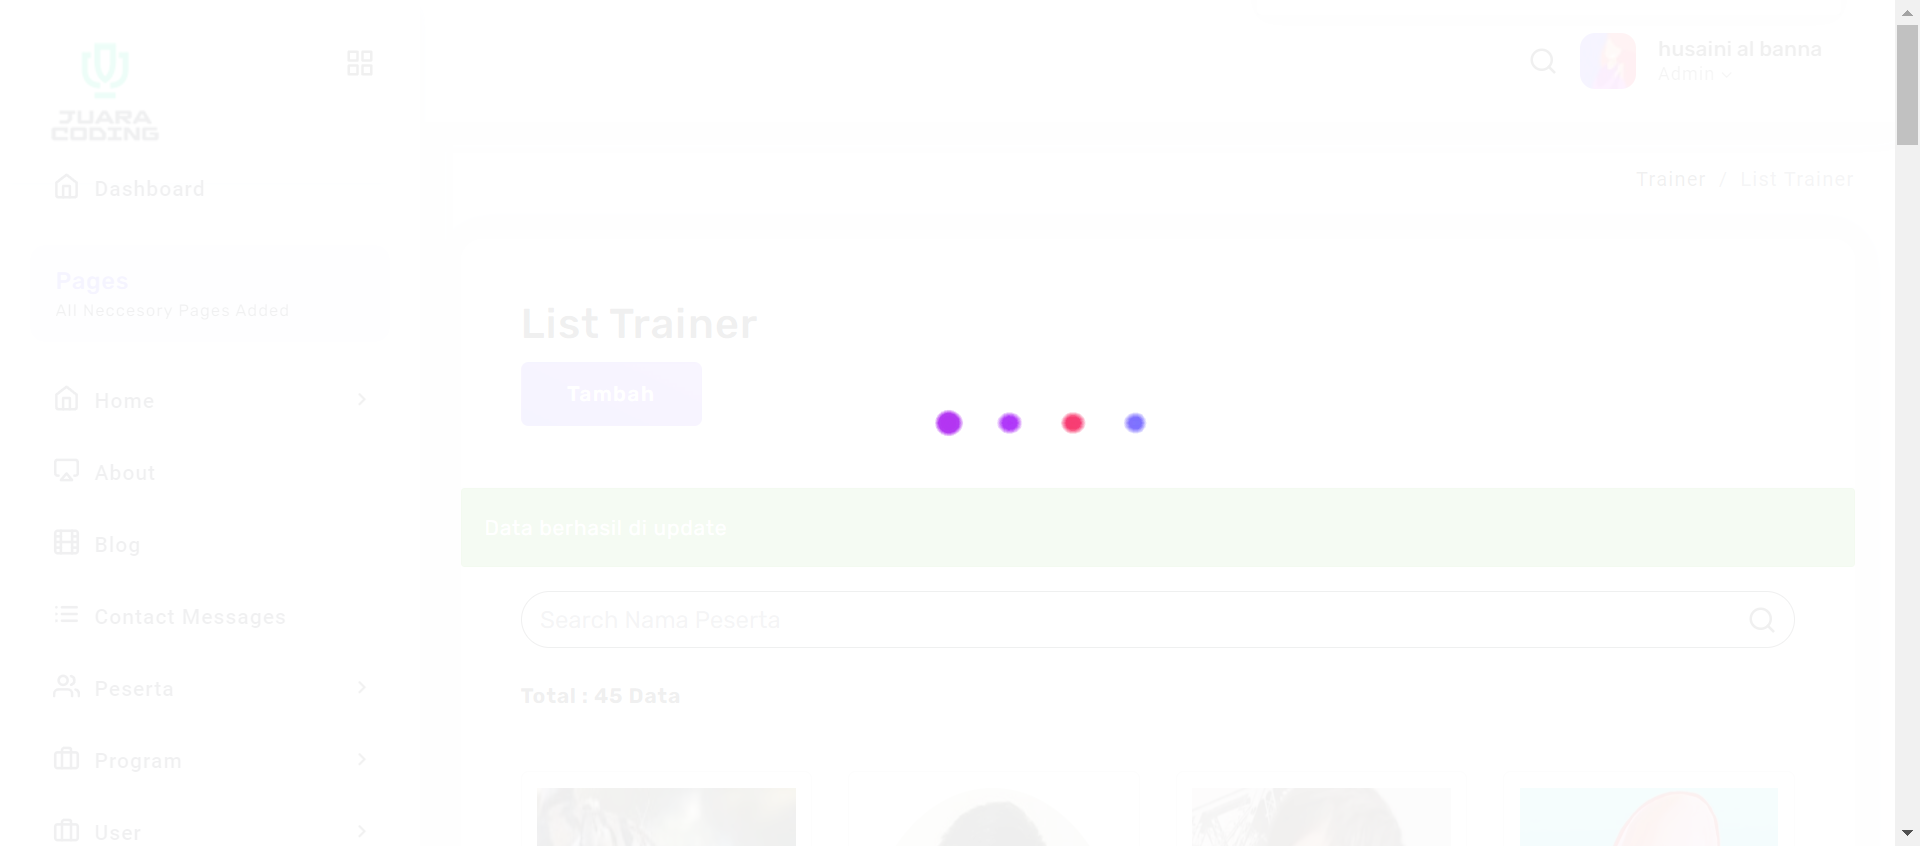 JUARA
CODING
husaini al banna
Admin
Dashboard
Trainer / List Trainer
Pages
All Neccesory Pages Added
List Trainer
Tambah
Home
About
Blog
Contact Messages
Peserta
Program
User
Data berhasil di update
Search Nama Peserta
Total : 45 Data